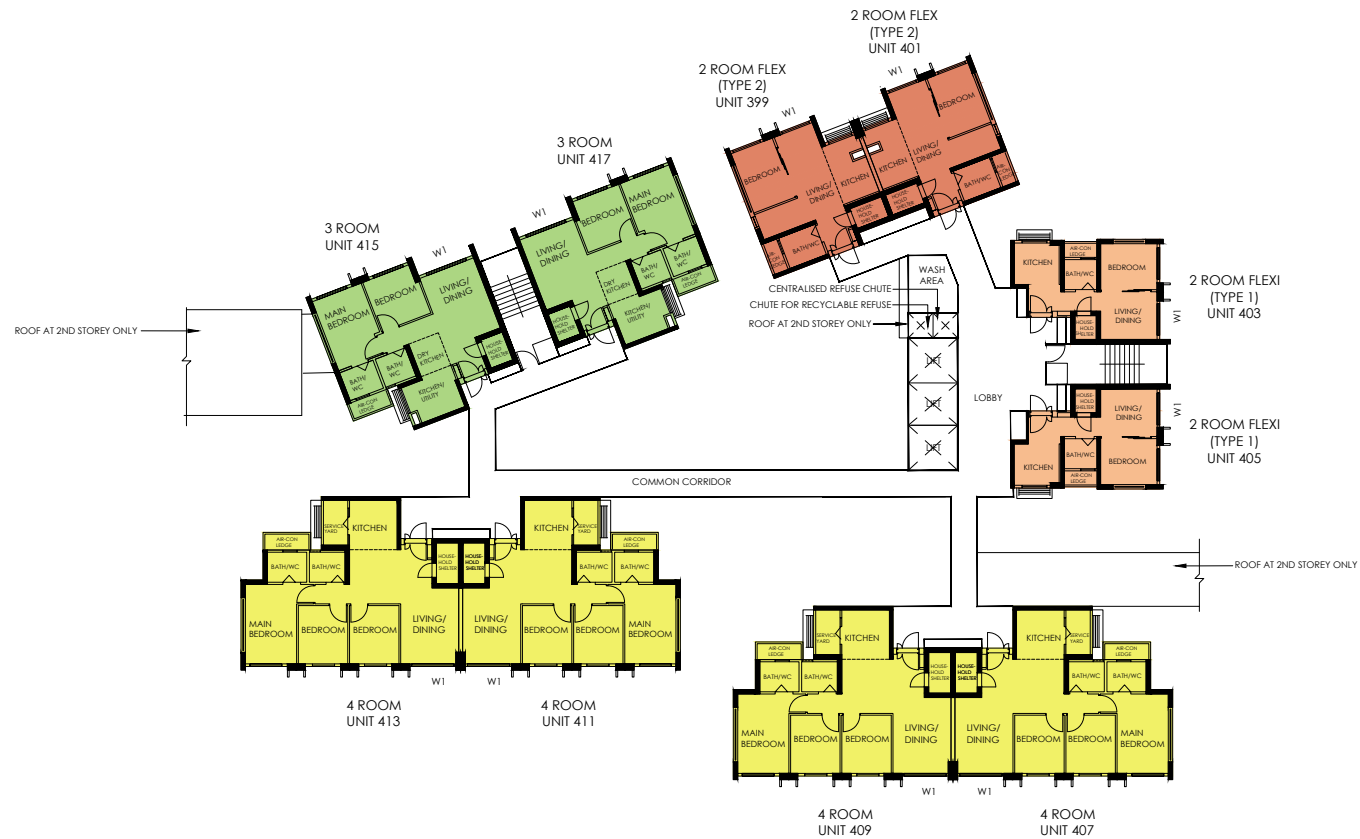 2 ROOM FLEX
(TYPE 2)
UNIT 401
W1
2 ROOM FLEX
(TYPE 2)
UNIT 399
W1
BEDROOM
LIVING/
DINING
KITCHEN
HOUSE-
HOLD
SHELTER
BATH/WC
AIR-CON
LEDGE
BEDROOM
LIVING/
DINING
KITCHEN
HOUSE-
HOLD
SHELTER
BATH/WC
3 ROOM
UNIT 417
W1
LIVING/
DINING
BEDROOM
MAIN
BEDROOM
BATH/
WC
BATH/
WC
AIR-CON
LEDGE
DRY
KITCHEN
KITCHEN/
UTILITY
HOUSE-
HOLD
SHELTER
3 ROOM
UNIT 415
W1
MAIN
BEDROOM
BEDROOM
LIVING/
DINING
DRY
KITCHEN
HOUSE-
HOLD
SHELTER
BATH/
WC
BATH/
WC
AIR-CON
LEDGE
KITCHEN/
UTILITY
ROOF AT 2ND STOREY ONLY
WASH
AREA
CENTRALISED REFUSE CHUTE
CHUTE FOR RECYCLABLE REFUSE
ROOF AT 2ND STOREY ONLY
LIFT
LIFT
LIFT
LOBBY
COMMON CORRIDOR
KITCHEN
AIR-CON
LEDGE
BATH/WC
BEDROOM
LIVING/
DINING
HOUSE-
HOLD
SHELTER
W1
2 ROOM FLEXI
(TYPE 1)
UNIT 403
HOUSE-
HOLD
SHELTER
LIVING/
DINING
BATH/WC
KITCHEN
BEDROOM
AIR-CON
LEDGE
W1
2 ROOM FLEXI
(TYPE 1)
UNIT 405
ROOF AT 2ND STOREY ONLY
SERVICE
YARD
KITCHEN
AIR-CON
LEDGE
BATH/WC
BATH/WC
HOUSE-
HOLD
SHELTER
MAIN
BEDROOM
BEDROOM
BEDROOM
LIVING/
DINING
W1
4 ROOM
UNIT 413
KITCHEN
SERVICE
YARD
AIR-CON
LEDGE
HOUSE-
HOLD
SHELTER
BATH/WC
BATH/WC
LIVING/
DINING
BEDROOM
BEDROOM
MAIN
BEDROOM
W1
4 ROOM
UNIT 411
SERVICE
YARD
KITCHEN
AIR-CON
LEDGE
BATH/WC
BATH/WC
HOUSE-
HOLD
SHELTER
MAIN
BEDROOM
BEDROOM
BEDROOM
LIVING/
DINING
W1
4 ROOM
UNIT 409
KITCHEN
SERVICE
YARD
AIR-CON
LEDGE
HOUSE-
HOLD
SHELTER
BATH/WC
BATH/WC
LIVING/
DINING
BEDROOM
BEDROOM
MAIN
BEDROOM
W1
4 ROOM
UNIT 407